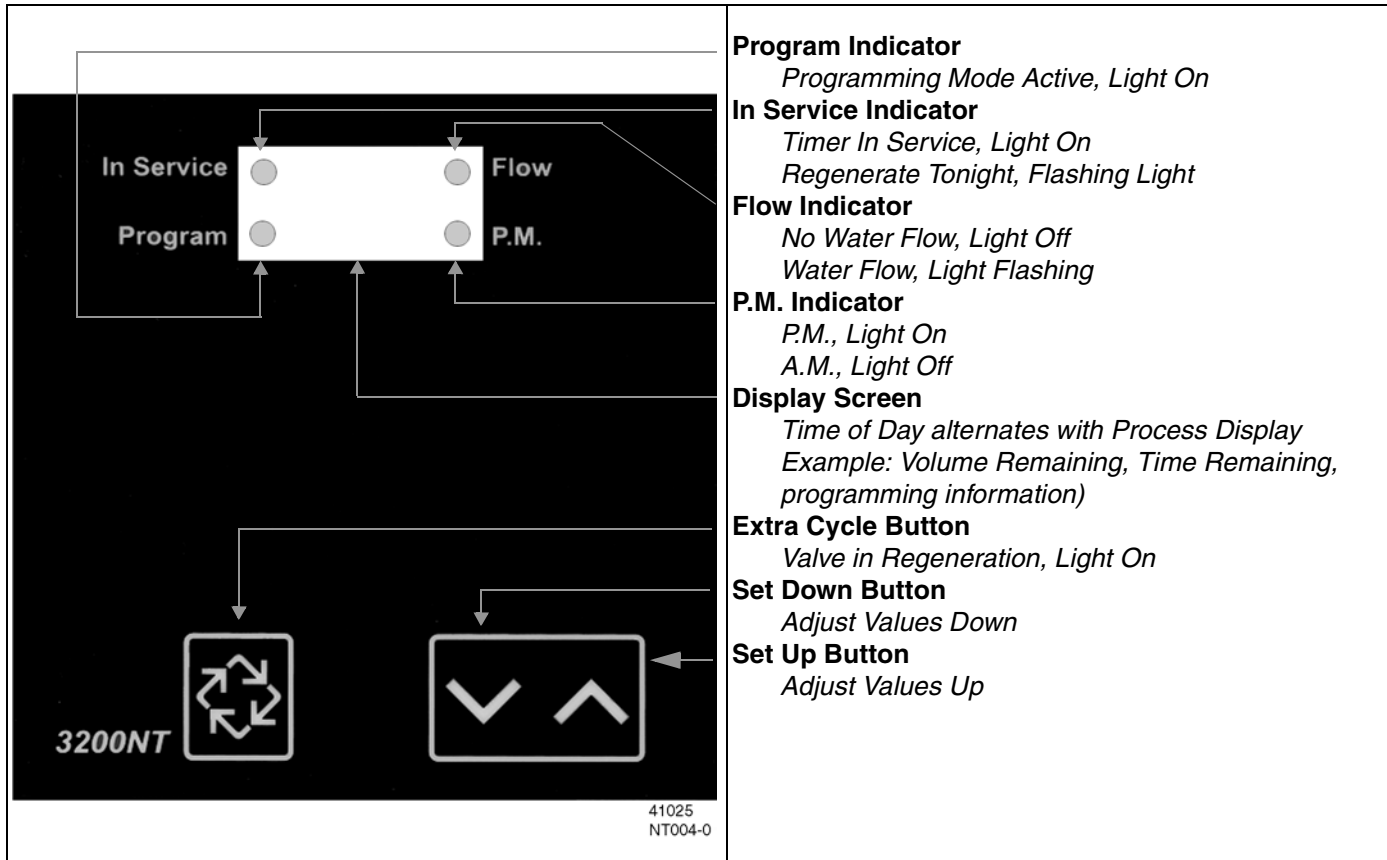 In Service
Flow
Program
P.M.
3200NT
41025
NT004-0
Program Indicator
Programming Mode Active, Light On
In Service Indicator
Timer In Service, Light On
Regenerate Tonight, Flashing Light
Flow Indicator
No Water Flow, Light Off
Water Flow, Light Flashing
P.M. Indicator
P.M., Light On
A.M., Light Off
Display Screen
Time of Day alternates with Process Display
Example: Volume Remaining, Time Remaining,
programming information)
Extra Cycle Button
Valve in Regeneration, Light On
Set Down Button
Adjust Values Down
Set Up Button
Adjust Values Up